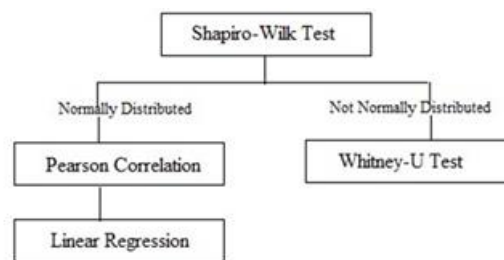 Shapiro-Wilk Test
Normally Distributed
Not Normally Distributed
Pearson Correlation
Whitney-U Test
Linear Regression